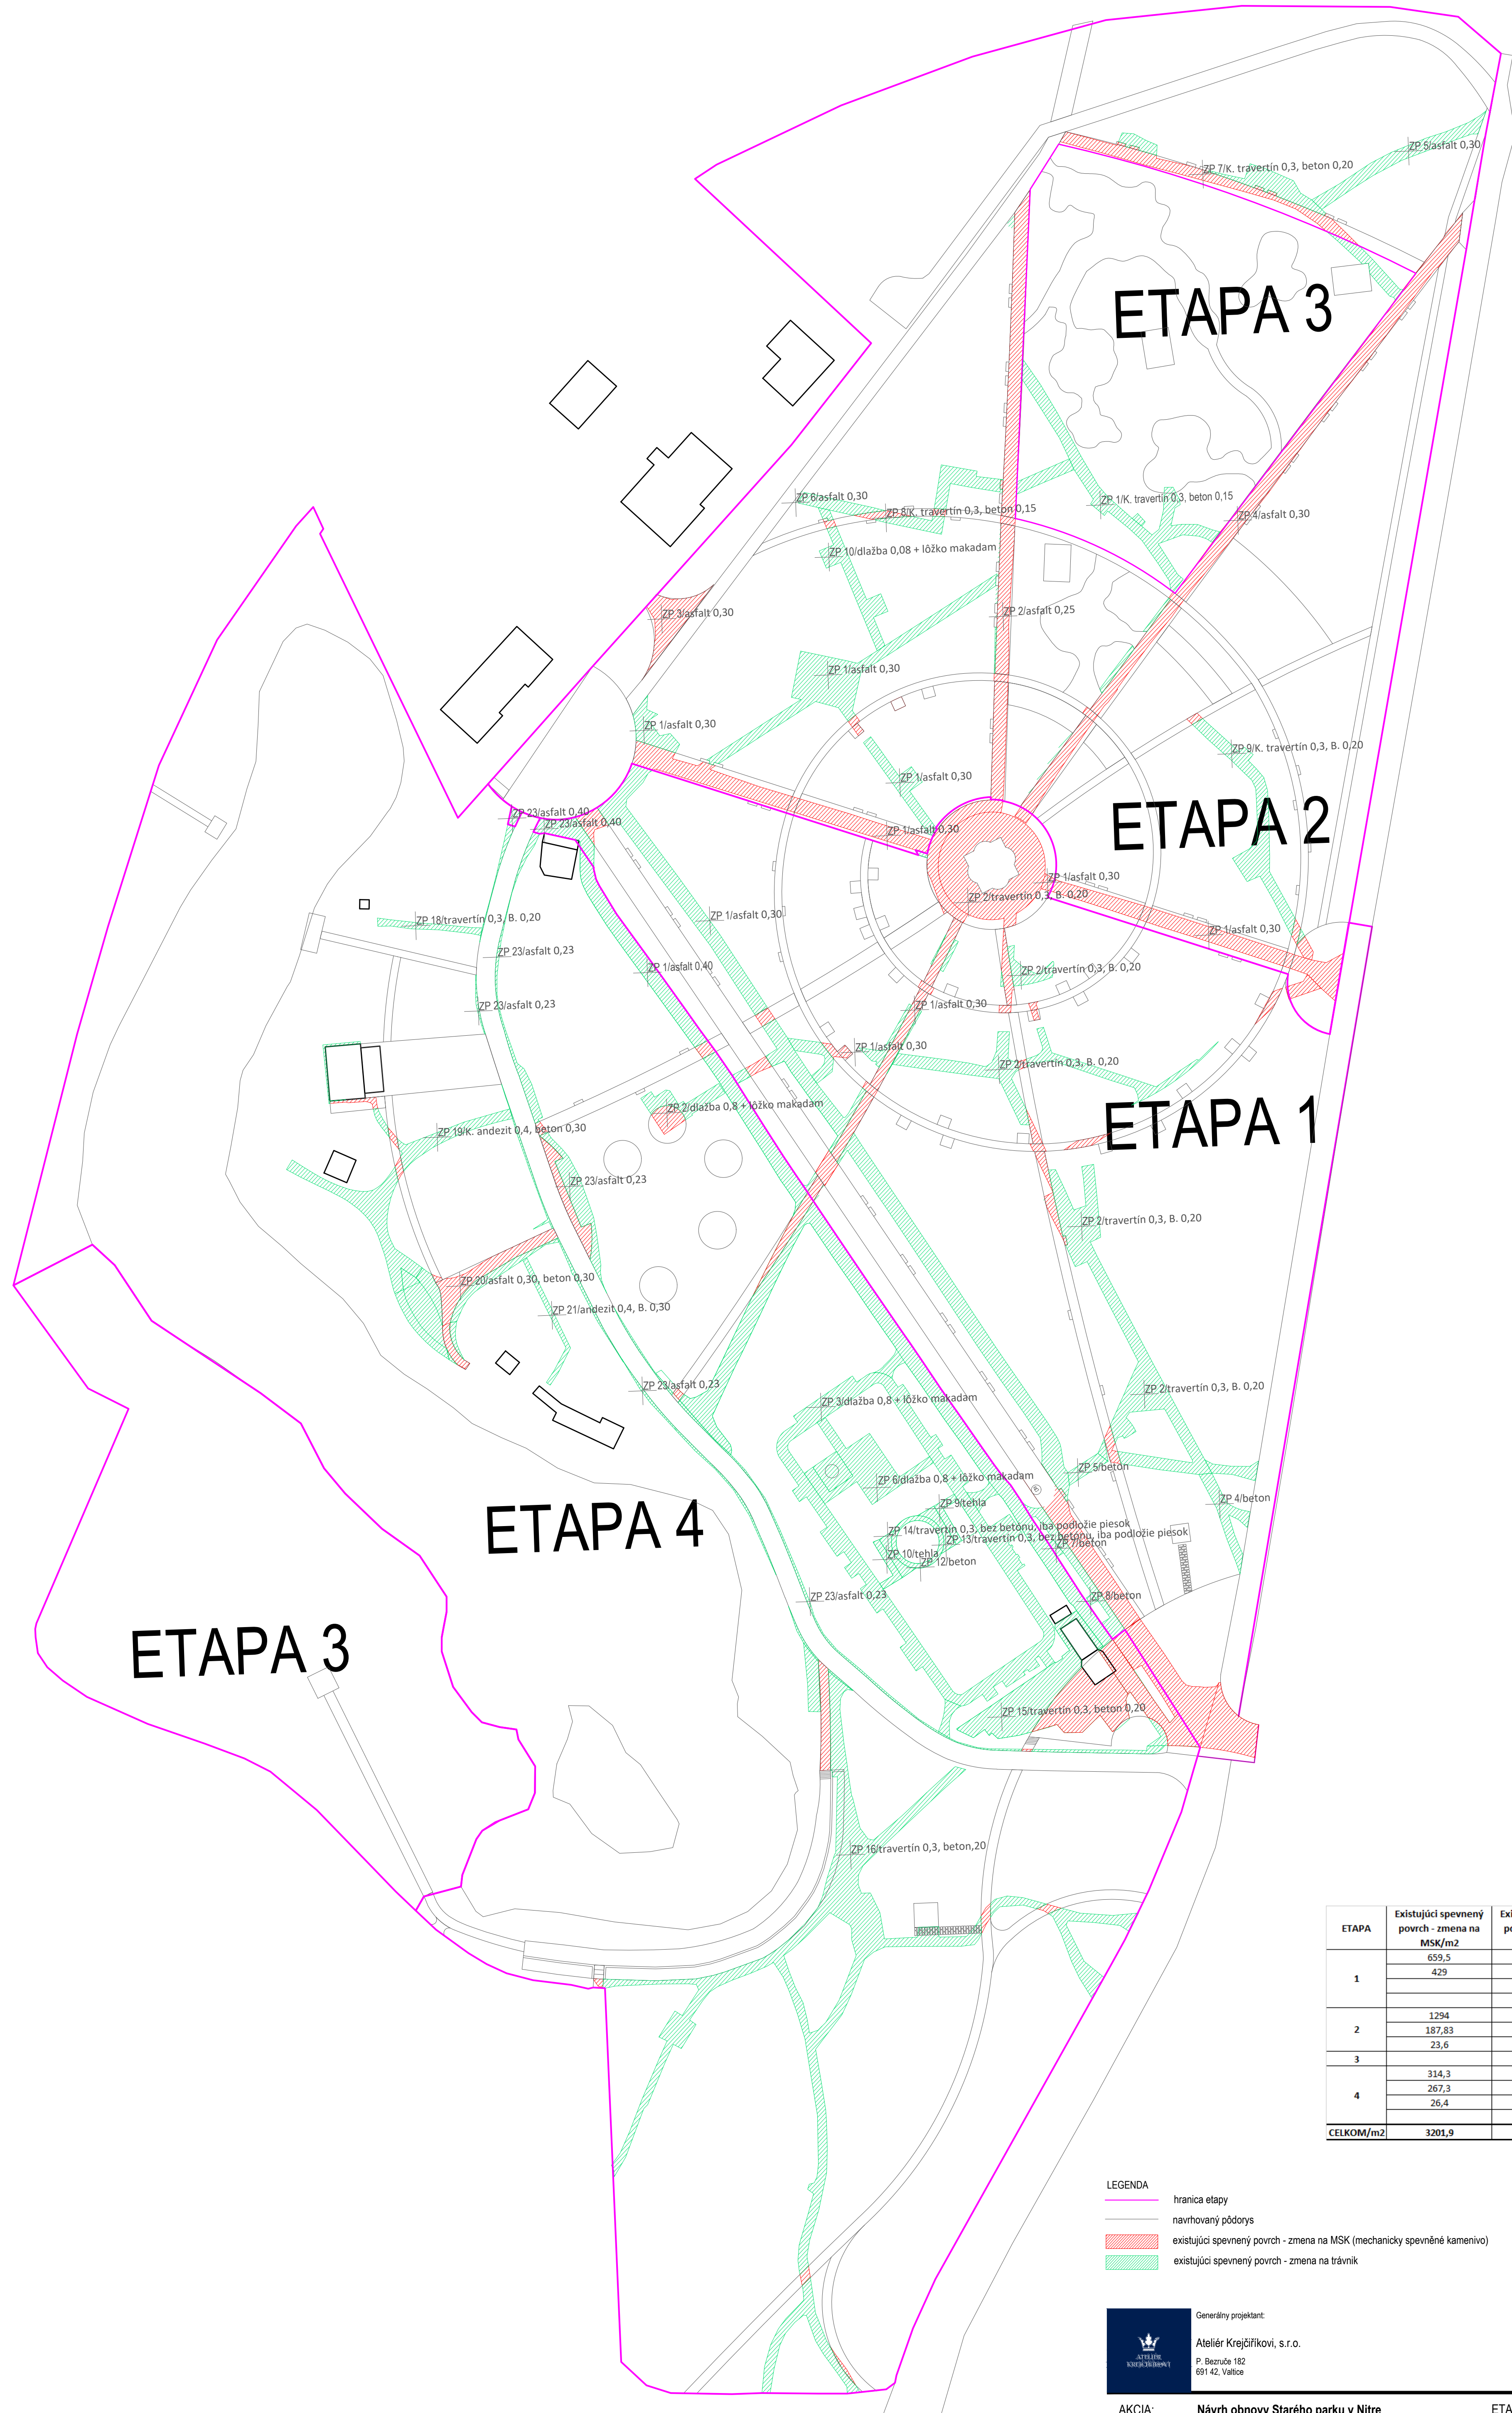 ZP 5/asfalt 0,30
ZP 7/K. travertín 0,3, beton 0,20
ETAPA 3
ZP 6/asfalt 0,30
ZP 8/K. travertín 0,3, beton 0,15
ZP 1/K. travertín 0,3, beton 0,15
ZP 4/asfalt 0,30
ZP 10/dlažba 0,08 + lôžko makadam
ZP 3/asfalt 0,30
ZP 2/asfalt 0,25
ZP 1/asfalt 0,30
ZP 1/asfalt 0,30
ZP 9/K. travertín 0,3, B. 0,20
ZP 1/asfalt 0,30
ETAPA 2
ZP 23/asfalt 0,40
ZP 23/asfalt 0,40
ZP 1/asfalt 0,30
ZP 1/asfalt 0,30
ZP 2/travertín 0,3, B. 0,20
ZP 18/travertín 0,3, B. 0,20
ZP 1/asfalt 0,30
ZP 1/asfalt 0,30
ZP 23/asfalt 0,23
ZP 1/asfalt 0,40
ZP 2/travertín 0,3, B. 0,20
ZP 23/asfalt 0,23
ZP 1/asfalt 0,30
ZP 1/asfalt 0,30
ZP 2/travertín 0,3, B. 0,20
ZP 2/dlažba 0,8 + lôžko makadam
ETAPA 1
ZP 19/K. andezit 0,4, beton 0,30
ZP 23/asfalt 0,23
ZP 2/travertín 0,3, B. 0,20
ZP 20/asfalt 0,30, beton 0,30
ZP 21/andezit 0,4, B. 0,30
ZP 23/asfalt 0,23
ZP 3/dlažba 0,8 + lôžko makadam
ZP 2/travertín 0,3, B. 0,20
ZP 5/beton
ZP 6/dlažba 0,8 + lôžko makadam
ZP 4/beton
ETAPA 4
ZP 9/tehla
ZP 14/travertín 0,3, bez betónu, iba podložie piesok
ZP 13/travertín 0,3, bez betónu, iba podložie piesok
ZP 7/beton
ZP 10/tehla
ZP 12/beton
ZP 23/asfalt 0,23
ZP 8/beton
ETAPA 3
ZP 15/travertín 0,3, beton 0,20
ZP 16/travertín 0,3, beton,20
ETAPA
Existujúci spevnený
povrch - zmena na
MSK/m2
1
659,5
429
2
1294
187,83
23,6
3
4
314,3
267,3
26,4
CELKOM/m2 3201,9
LEGENDA
hranica etapy
navrhovaný pôdorys
existujúci spevnený povrch - zmena na MSK (mechanicky spevněné kamenivo)
existujúci spevnený povrch - zmena na trávnik
Generálny projektant:
Ateliér Krejčiříkovi, s.r.o.
P. Bezruče 182
691 42, Valtice
ATELIÉR
KREJČIŘÍKOVI
AKCIA: Návrh obnovy Starého parku v Nitre